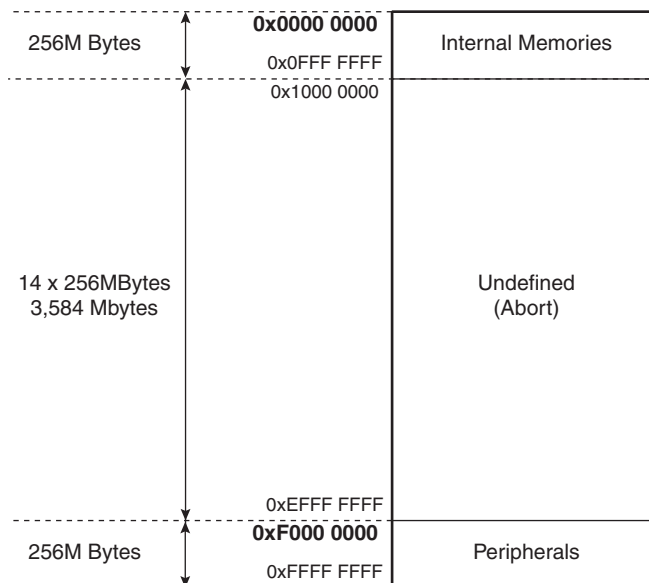 256M Bytes
0x0000 0000
0x0FFF FFFF
Internal Memories
0x1000 0000
14 x 256MBytes
3,584 Mbytes
Undefined
(Abort)
0xEFFF FFFF
256M Bytes
0xF000 0000
0xFFFF FFFF
Peripherals